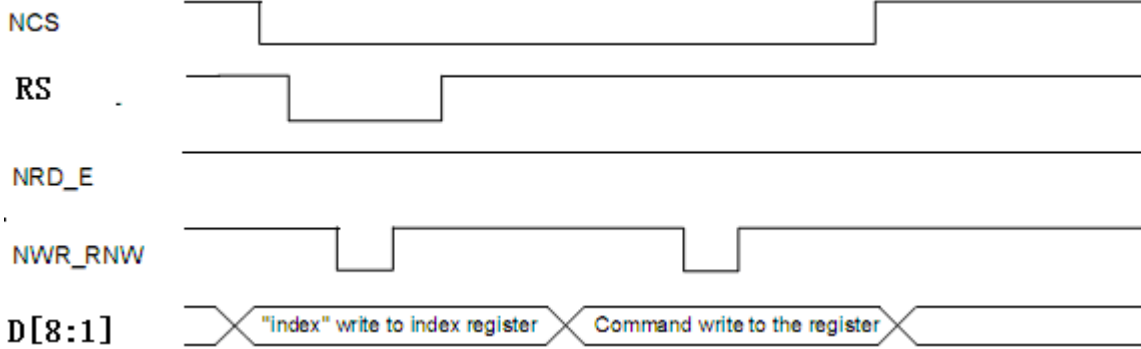 NCS
RS
NRD_E
NWR_RNW
D[8:1] "index" write to index register Command write to the register